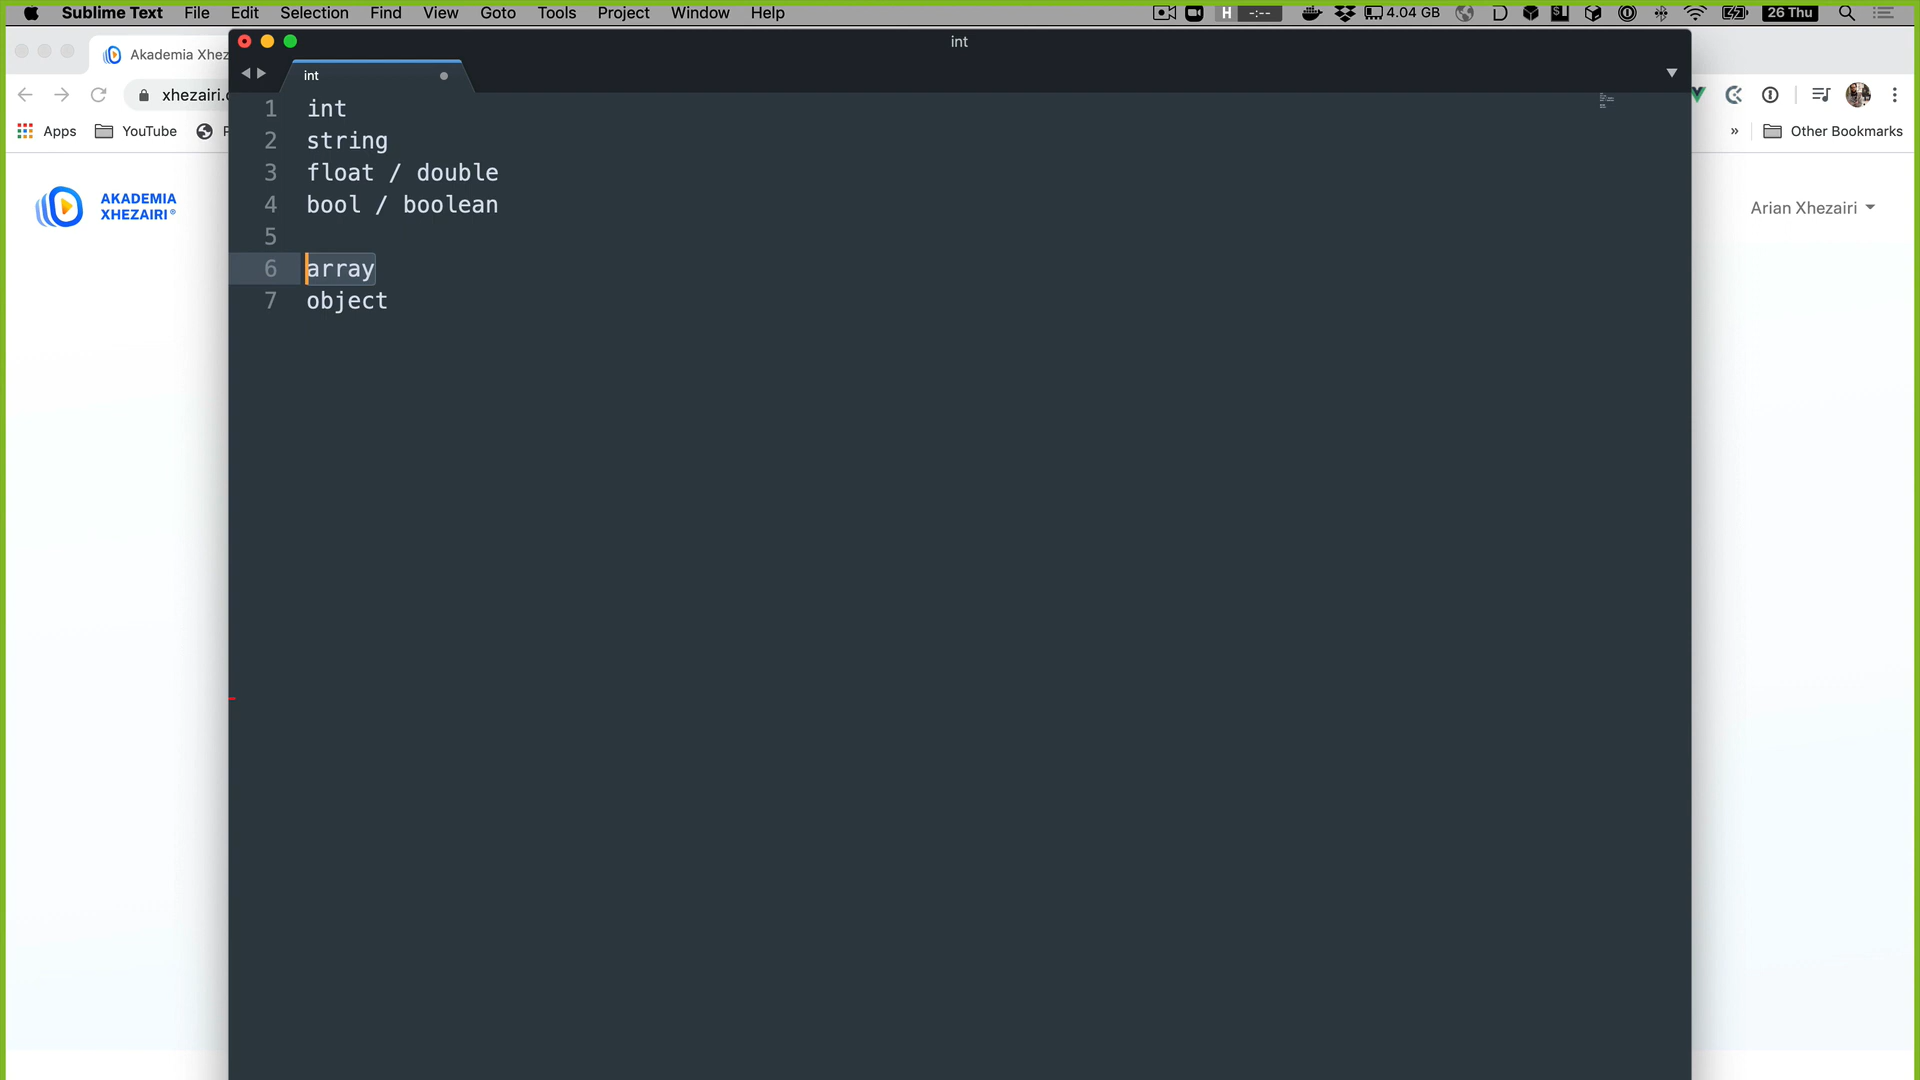 Sublime Text File Edit Selection Find View Goto Tools Project Window Help H -:-- 4.04 GB 26 Thu
int
Akademia Xhez
int
xhezairi.
Apps YouTube Other Bookmarks
AKADEMIA
XHEZAIRI
Arian Xhezairi
1 int
2 string
3 float / double
4 bool / boolean
5
6 array
7 object